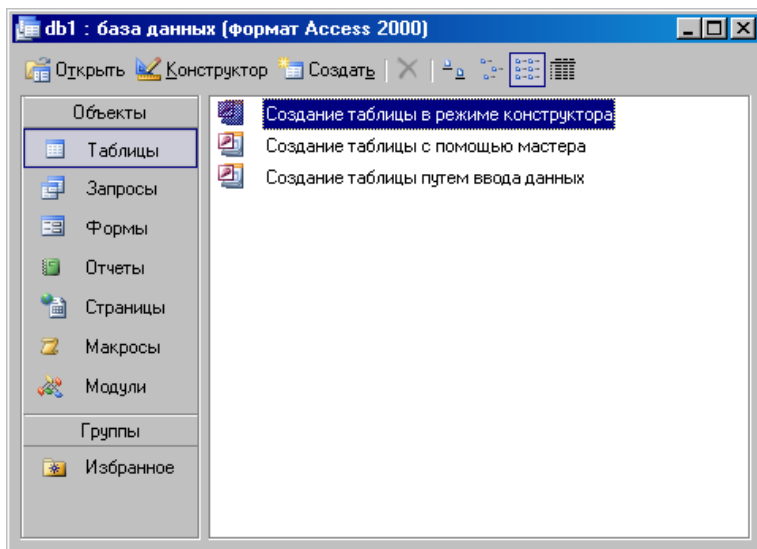 db1 : база данных (формат Access 2000)
Открыть Конструктор Создать
Объекты
Таблицы
Запросы
Формы
Отчеты
Страницы
Макросы
Модули
Группы
Избранное
Создание таблицы в режиме конструктора
Создание таблицы с помощью мастера
Создание таблицы путем ввода данных